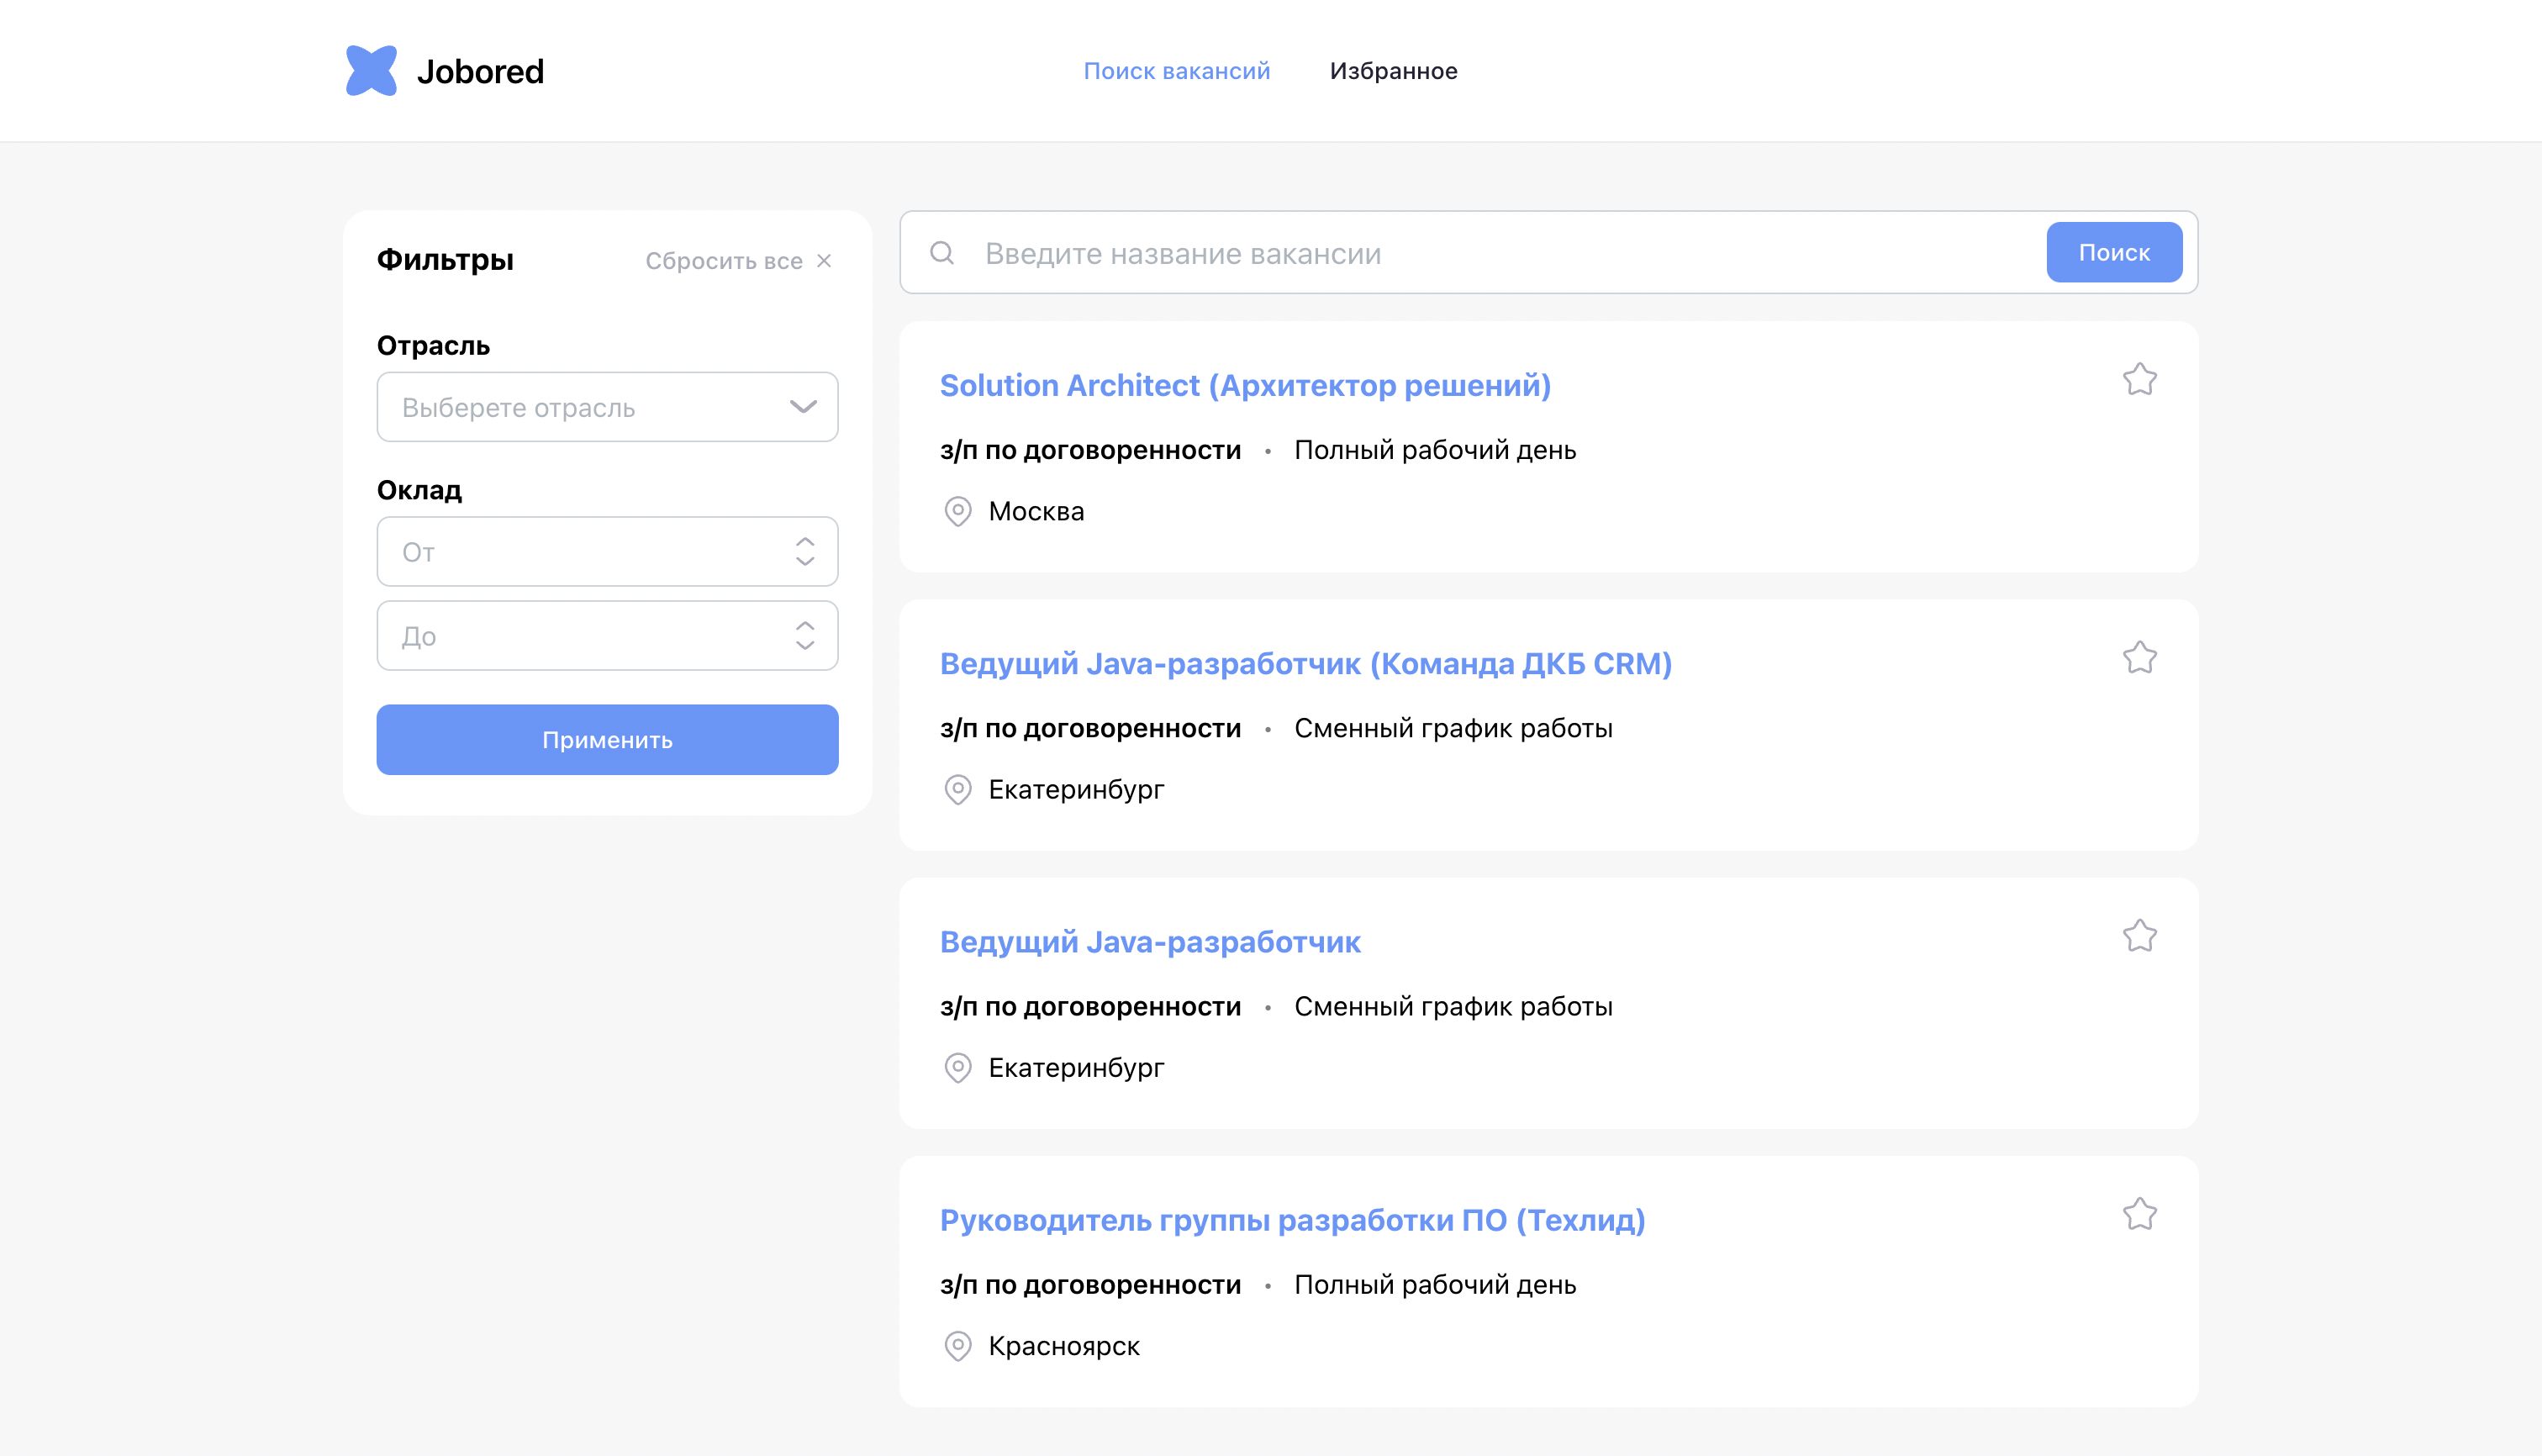 Jobored
Поиск вакансий
Избранное
Фильтры
Сбросить все
Отрасль
Выберете отрасль
Оклад
От
До
Применить
Введите название вакансии
Поиск
Solution Architect (Архитектор решений)
з/п по договоренности • Полный рабочий день
Москва
Ведущий Java-разработчик (Команда ДКБ CRM)
з/п по договоренности • Сменный график работы
Екатеринбург
Ведущий Java-разработчик
з/п по договоренности • Сменный график работы
Екатеринбург
Руководитель группы разработки ПО (Техлид)
з/п по договоренности • Полный рабочий день
Красноярск